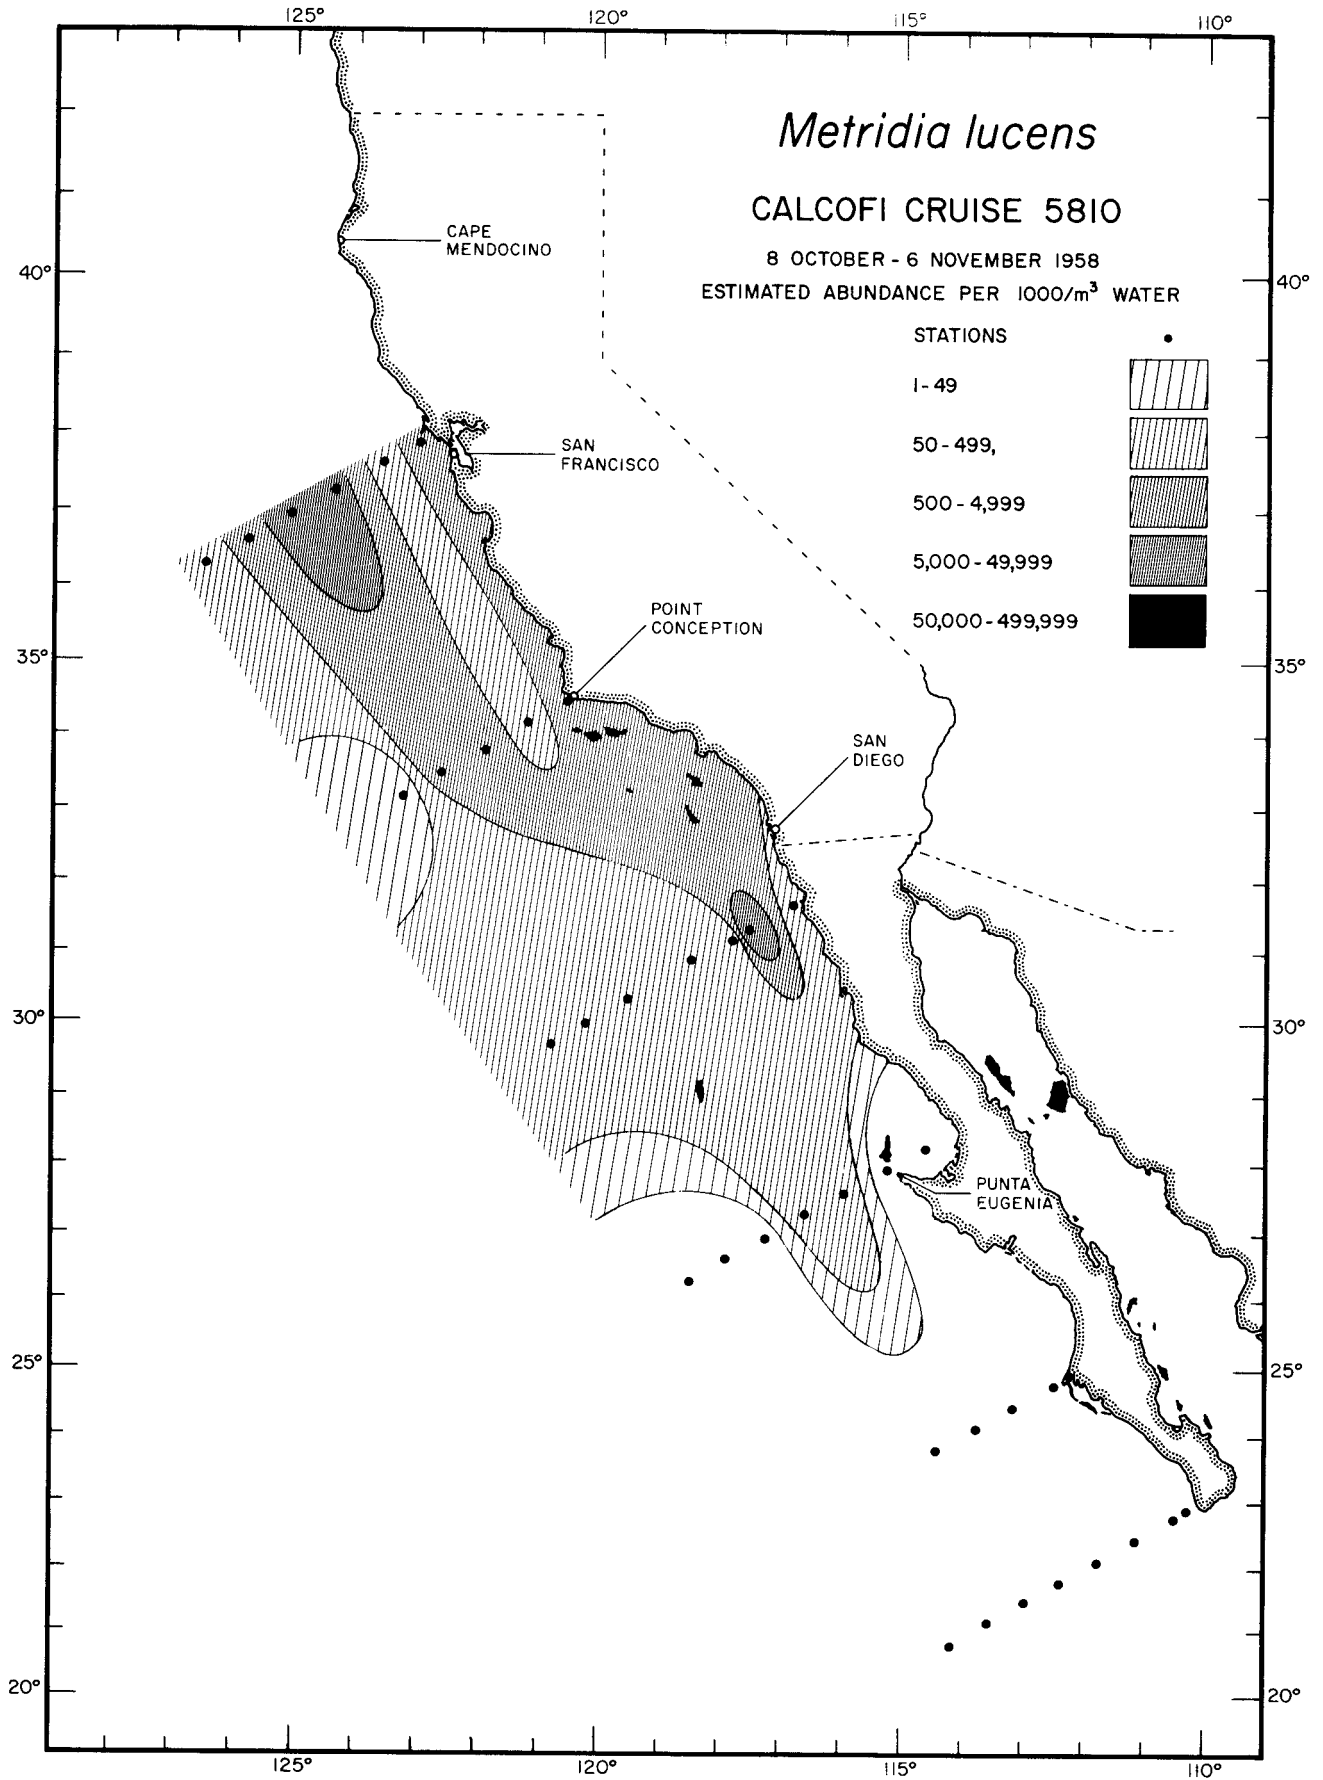 125° 120° 115° 110°
Metridia lucens
CALCOFI CRUISE 5810
8 OCTOBER - 6 NOVEMBER 1958
ESTIMATED ABUNDANCE PER 1000/m³ WATER
STATIONS
1-49
50-499,
500-4,999
5,000-49,999
50,000-499,999
CAPE
MENDOCINO
40° 40°
SAN
FRANCISCO
POINT
CONCEPTION
35° 35°
SAN
DIEGO
30° 30°
PUNTA
EUGENIA
25° 25°
20° 20°
125° 120° 115° 110°